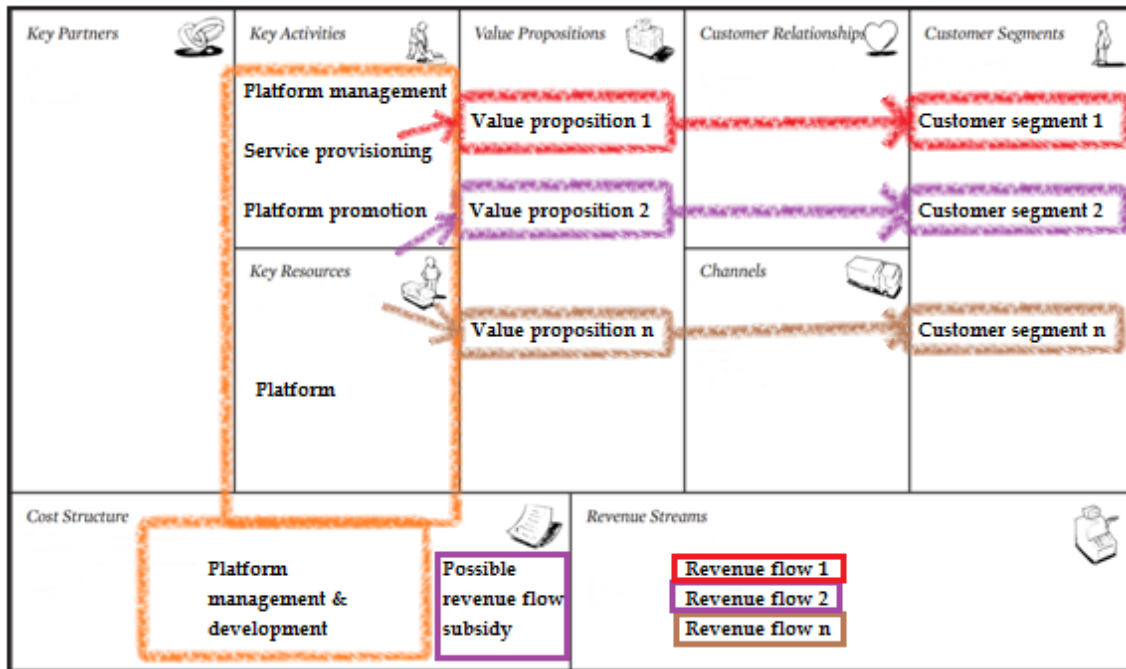 Key Partners
Key Activities
Value Propositions
Customer Relationships
Customer Segments
Platform management
Service provisioning
Platform promotion
Value proposition 1
Value proposition 2
Customer segment 1
Customer segment 2
Key Resources
Platform
Value proposition n
Channels
Customer segment n
Cost Structure
Platform
management &
development
Possible
revenue flow
subsidy
Revenue Streams
Revenue flow 1
Revenue flow 2
Revenue flow n